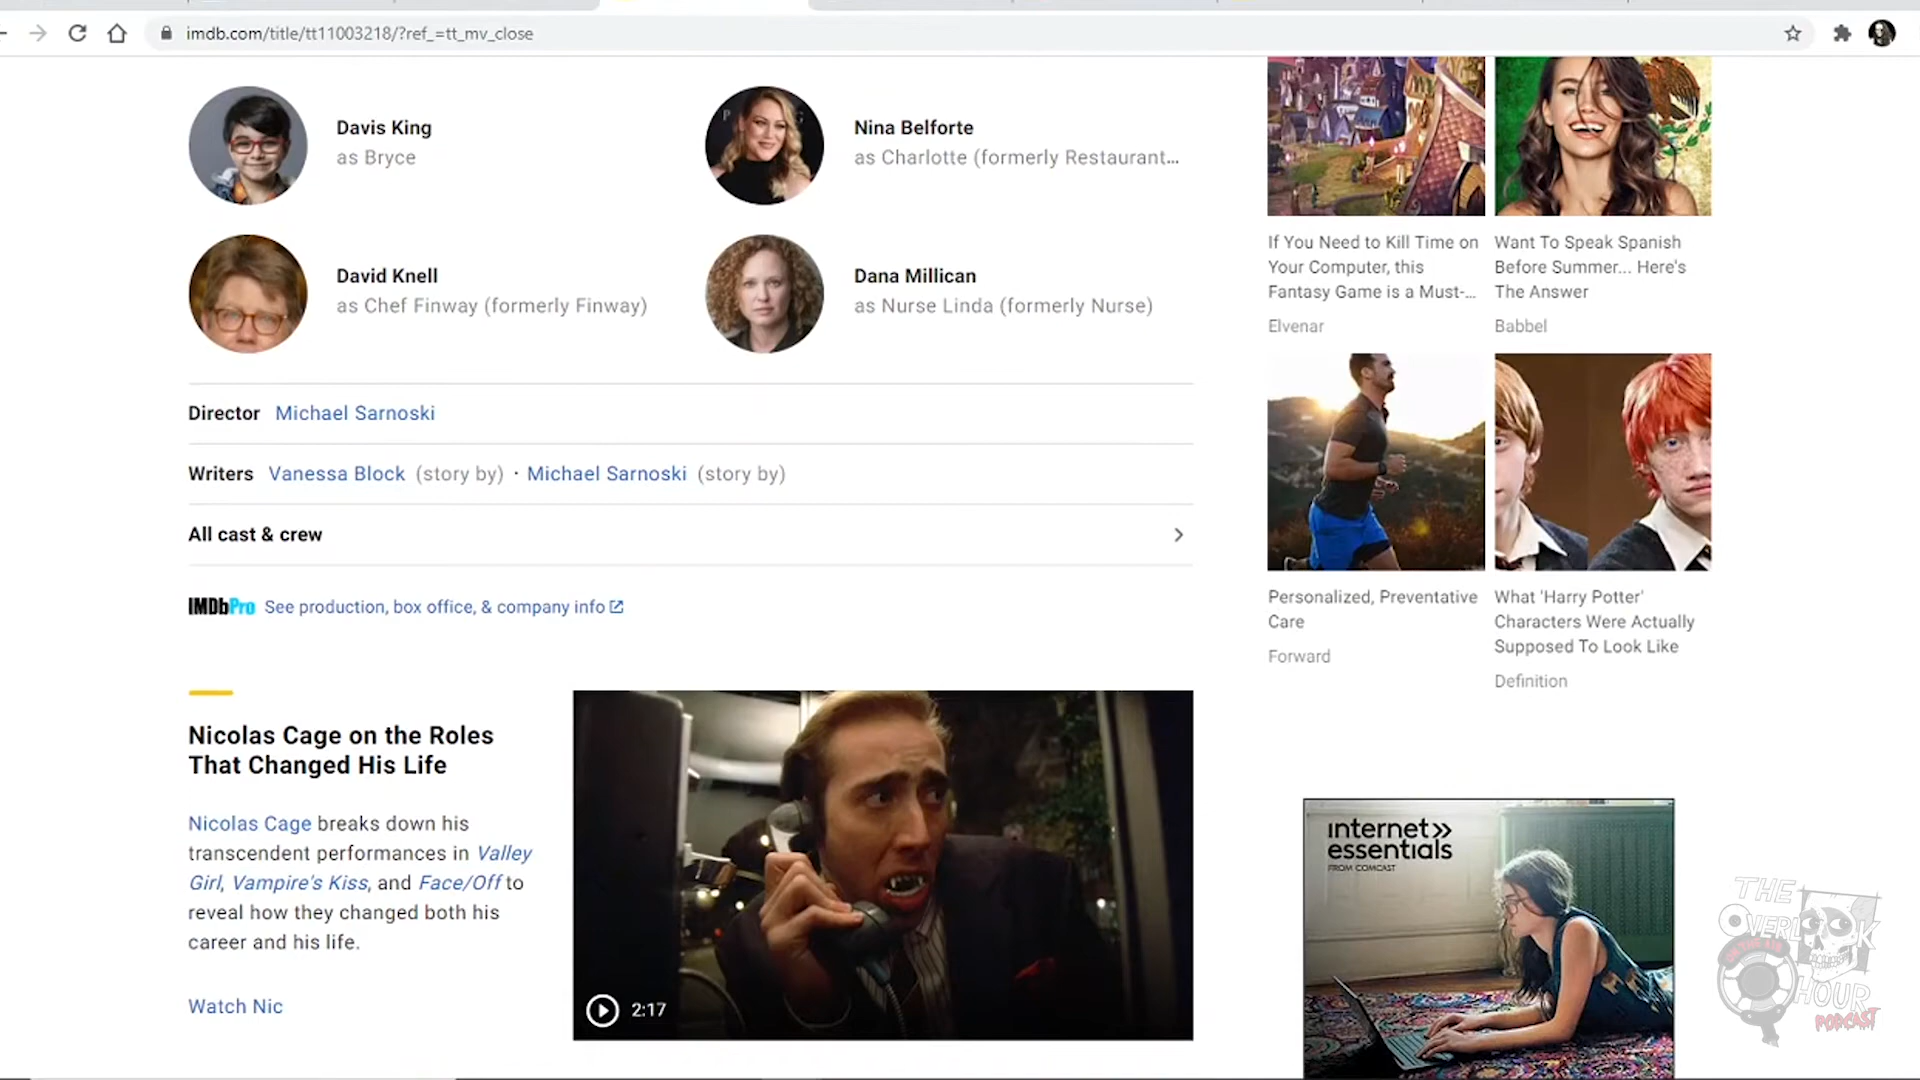 imdb.com/title/tt11003218/?ref_=tt_mv_close
Davis King
as Bryce
Nina Belforte
as Charlotte (formerly Restaurant...
David Knell
as Chef Finway (formerly Finway)
Dana Millican
as Nurse Linda (formerly Nurse)
Director Michael Sarnoski
Writers Vanessa Block (story by) · Michael Sarnoski (story by)
All cast & crew
IMDbPro See production, box office, & company info
Nicolas Cage on the Roles
That Changed His Life
Nicolas Cage breaks down his
transcendent performances in Valley
Girl, Vampire's Kiss, and Face/Off to
reveal how they changed both his
career and his life.
Watch Nic
2:17
If You Need to Kill Time on
Your Computer, this
Fantasy Game is a Must-...
Elvenar
Want To Speak Spanish
Before Summer... Here's
The Answer
Babbel
Personalized, Preventative
Care
Forward
What 'Harry Potter'
Characters Were Actually
Supposed To Look Like
Definition
internet
essentials
FROM COMCAST
THE
OVERLOOK
ON THE AIR
HOUR
PODCAST